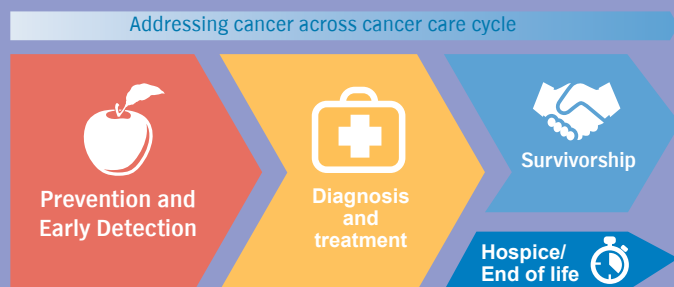 Addressing cancer across cancer care cycle
Prevention and
Early Detection
Diagnosis
and
treatment
Survivorship
Hospice/
End of life